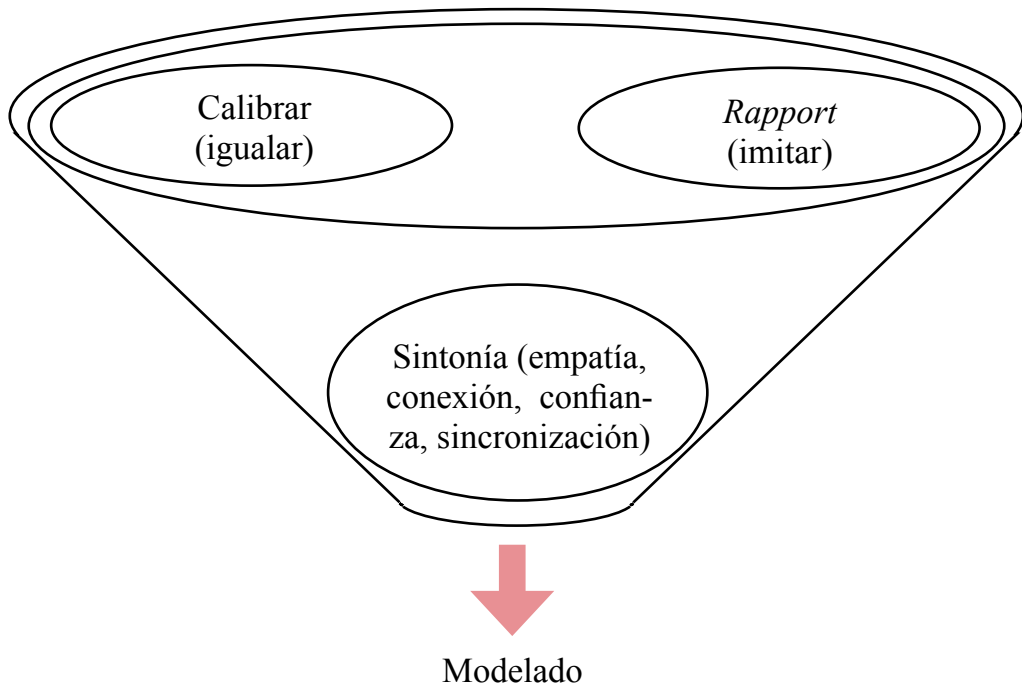 Calibrar
(igualar)
Rapport
(imitar)
Sintonía (empatía,
conexión, confian-
za, sincronización)
Modelado